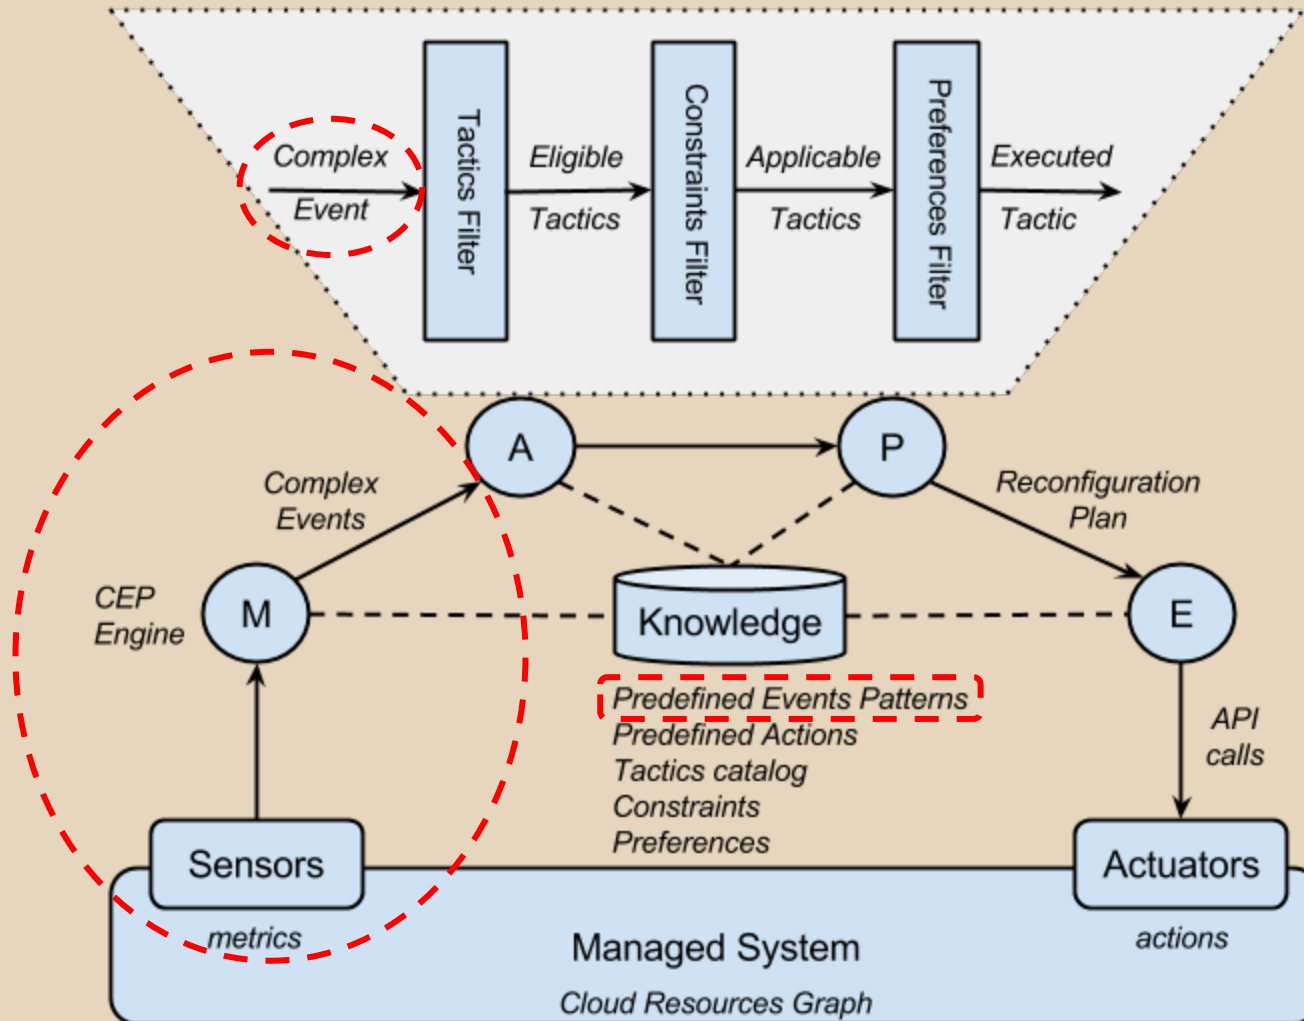 Complex
Event
Tactics Filter
Eligible
Tactics
Constraints Filter
Applicable
Tactics
Preferences Filter
Executed
Tactic
A
P
Complex
Events
Reconfiguration
Plan
CEP
Engine
M
Knowledge
E
Predefined Events Patterns
Predefined Actions
Tactics catalog
Constraints
Preferences
API
calls
Sensors
Actuators
metrics
actions
Managed System
Cloud Resources Graph